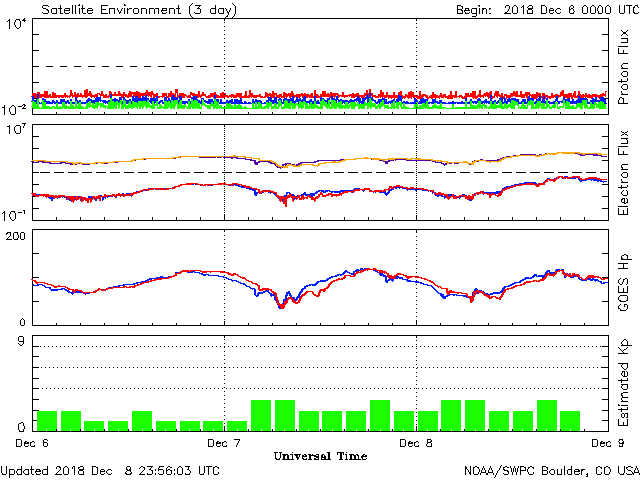 Satellite Environment (3 day) Begin: 2018 Dec 6 0000 UTC
10⁴
10⁻²
Proton Flux
10⁷
10⁻¹
Electron Flux
200
0
GOES Hp
9
0
Estimated Kp
Dec 6 Dec 7 Dec 8 Dec 9
Universal Time
Updated 2018 Dec 8 23:56:03 UTC NOAA/SWPC Boulder, CO USA